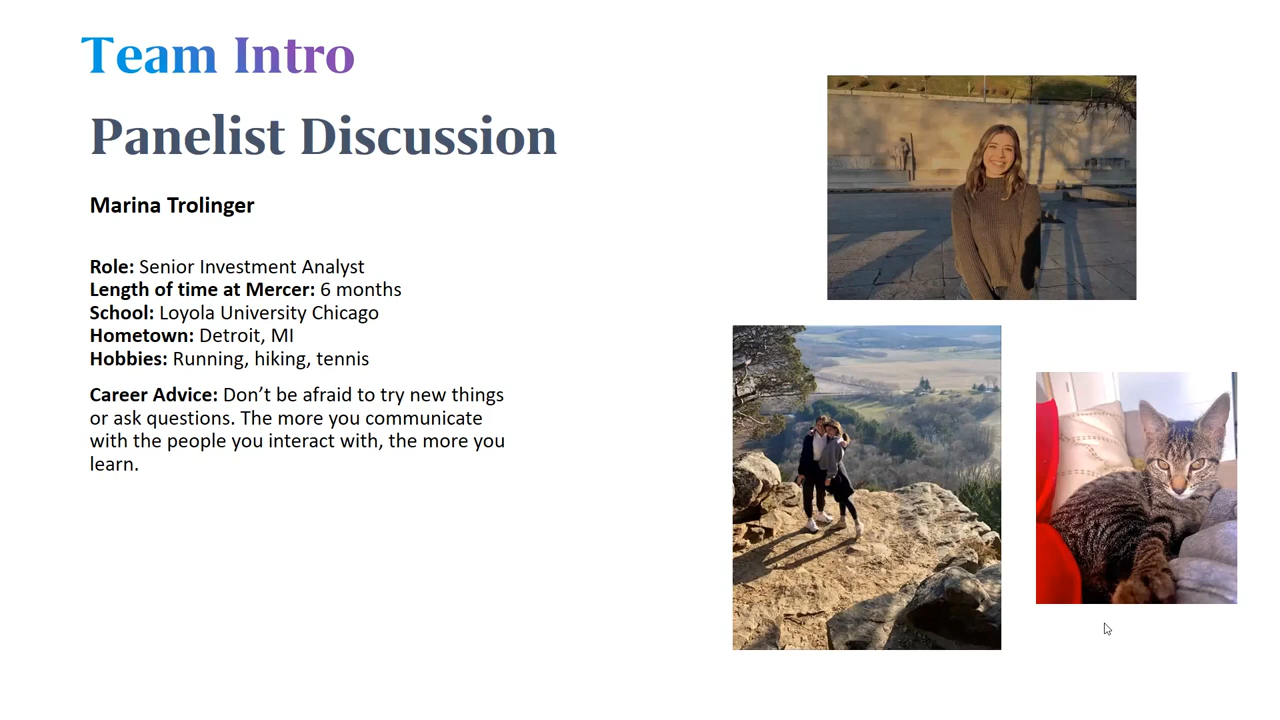 Team Intro
Panelist Discussion
Marina Trolinger
Role: Senior Investment Analyst
Length of time at Mercer: 6 months
School: Loyola University Chicago
Hometown: Detroit, MI
Hobbies: Running, hiking, tennis
Career Advice: Don’t be afraid to try new things
or ask questions. The more you communicate
with the people you interact with, the more you
learn.